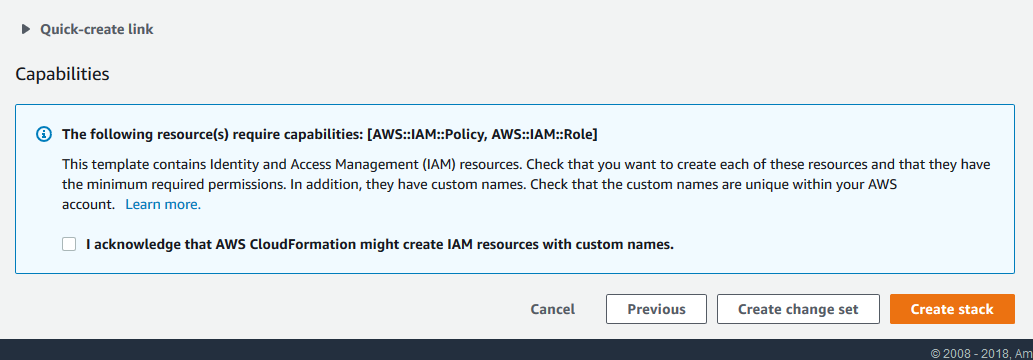 Quick-create link
Capabilities
The following resource(s) require capabilities: [AWS::IAM::Policy, AWS::IAM::Role]
This template contains Identity and Access Management (IAM) resources. Check that you want to create each of these resources and that they have
the minimum required permissions. In addition, they have custom names. Check that the custom names are unique within your AWS
account. Learn more.
I acknowledge that AWS CloudFormation might create IAM resources with custom names.
Cancel Previous Create change set Create stack
© 2008 - 2018, Am